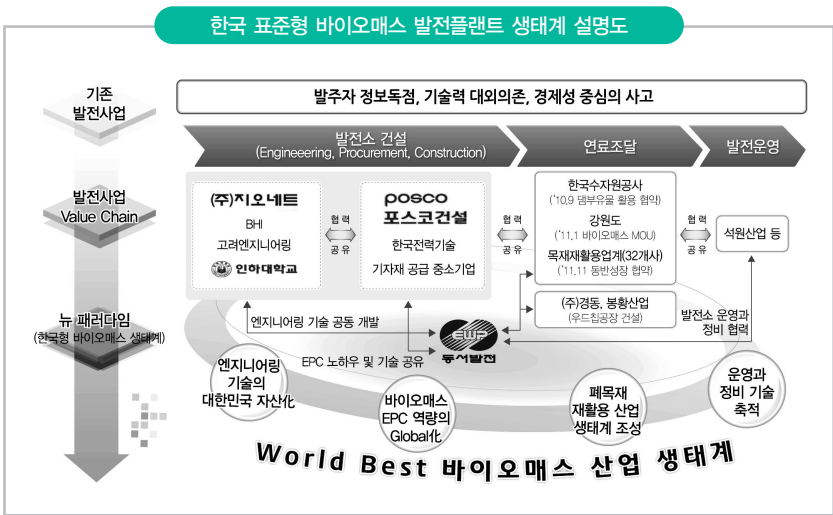 한국 표준형 바이오매스 발전플랜트 생태계 설명도
기존
발전사업
발주자 정보독점, 기술력 대외의존, 경제성 중심의 사고
발전소 건설
(Engineeering, Procurement, Construction)
연료조달
발전운영
발전사업
Value Chain
(주)지오네트
BHI
고려엔지니어링
인하대학교
협 력
공 유
posco
포스코건설
한국전력기술
기자재 공급 중소기업
협 력
공 유
한국수자원공사
('10.9 댐부유물 활용 협약)
강원도
('11.1 바이오매스 MOU)
목재재활용업계(32개사)
('11.11 동반성장 협약)
협 력
공 유
석원산업 등
(주)경동, 봉황산업
(우드칩공장 건설)
뉴 패러다임
(한국형 바이오매스 생태계)
엔지니어링 기술 공동 개발
EWP
동서발전
발전소 운영과
정비 협력
EPC 노하우 및 기술 공유
엔지니어링
기술의
대한민국 자산化
바이오매스
EPC 역량의
Global化
폐목재
재활용 산업
생태계 조성
운영과
정비 기술
축적
World Best 바이오매스 산업 생태계